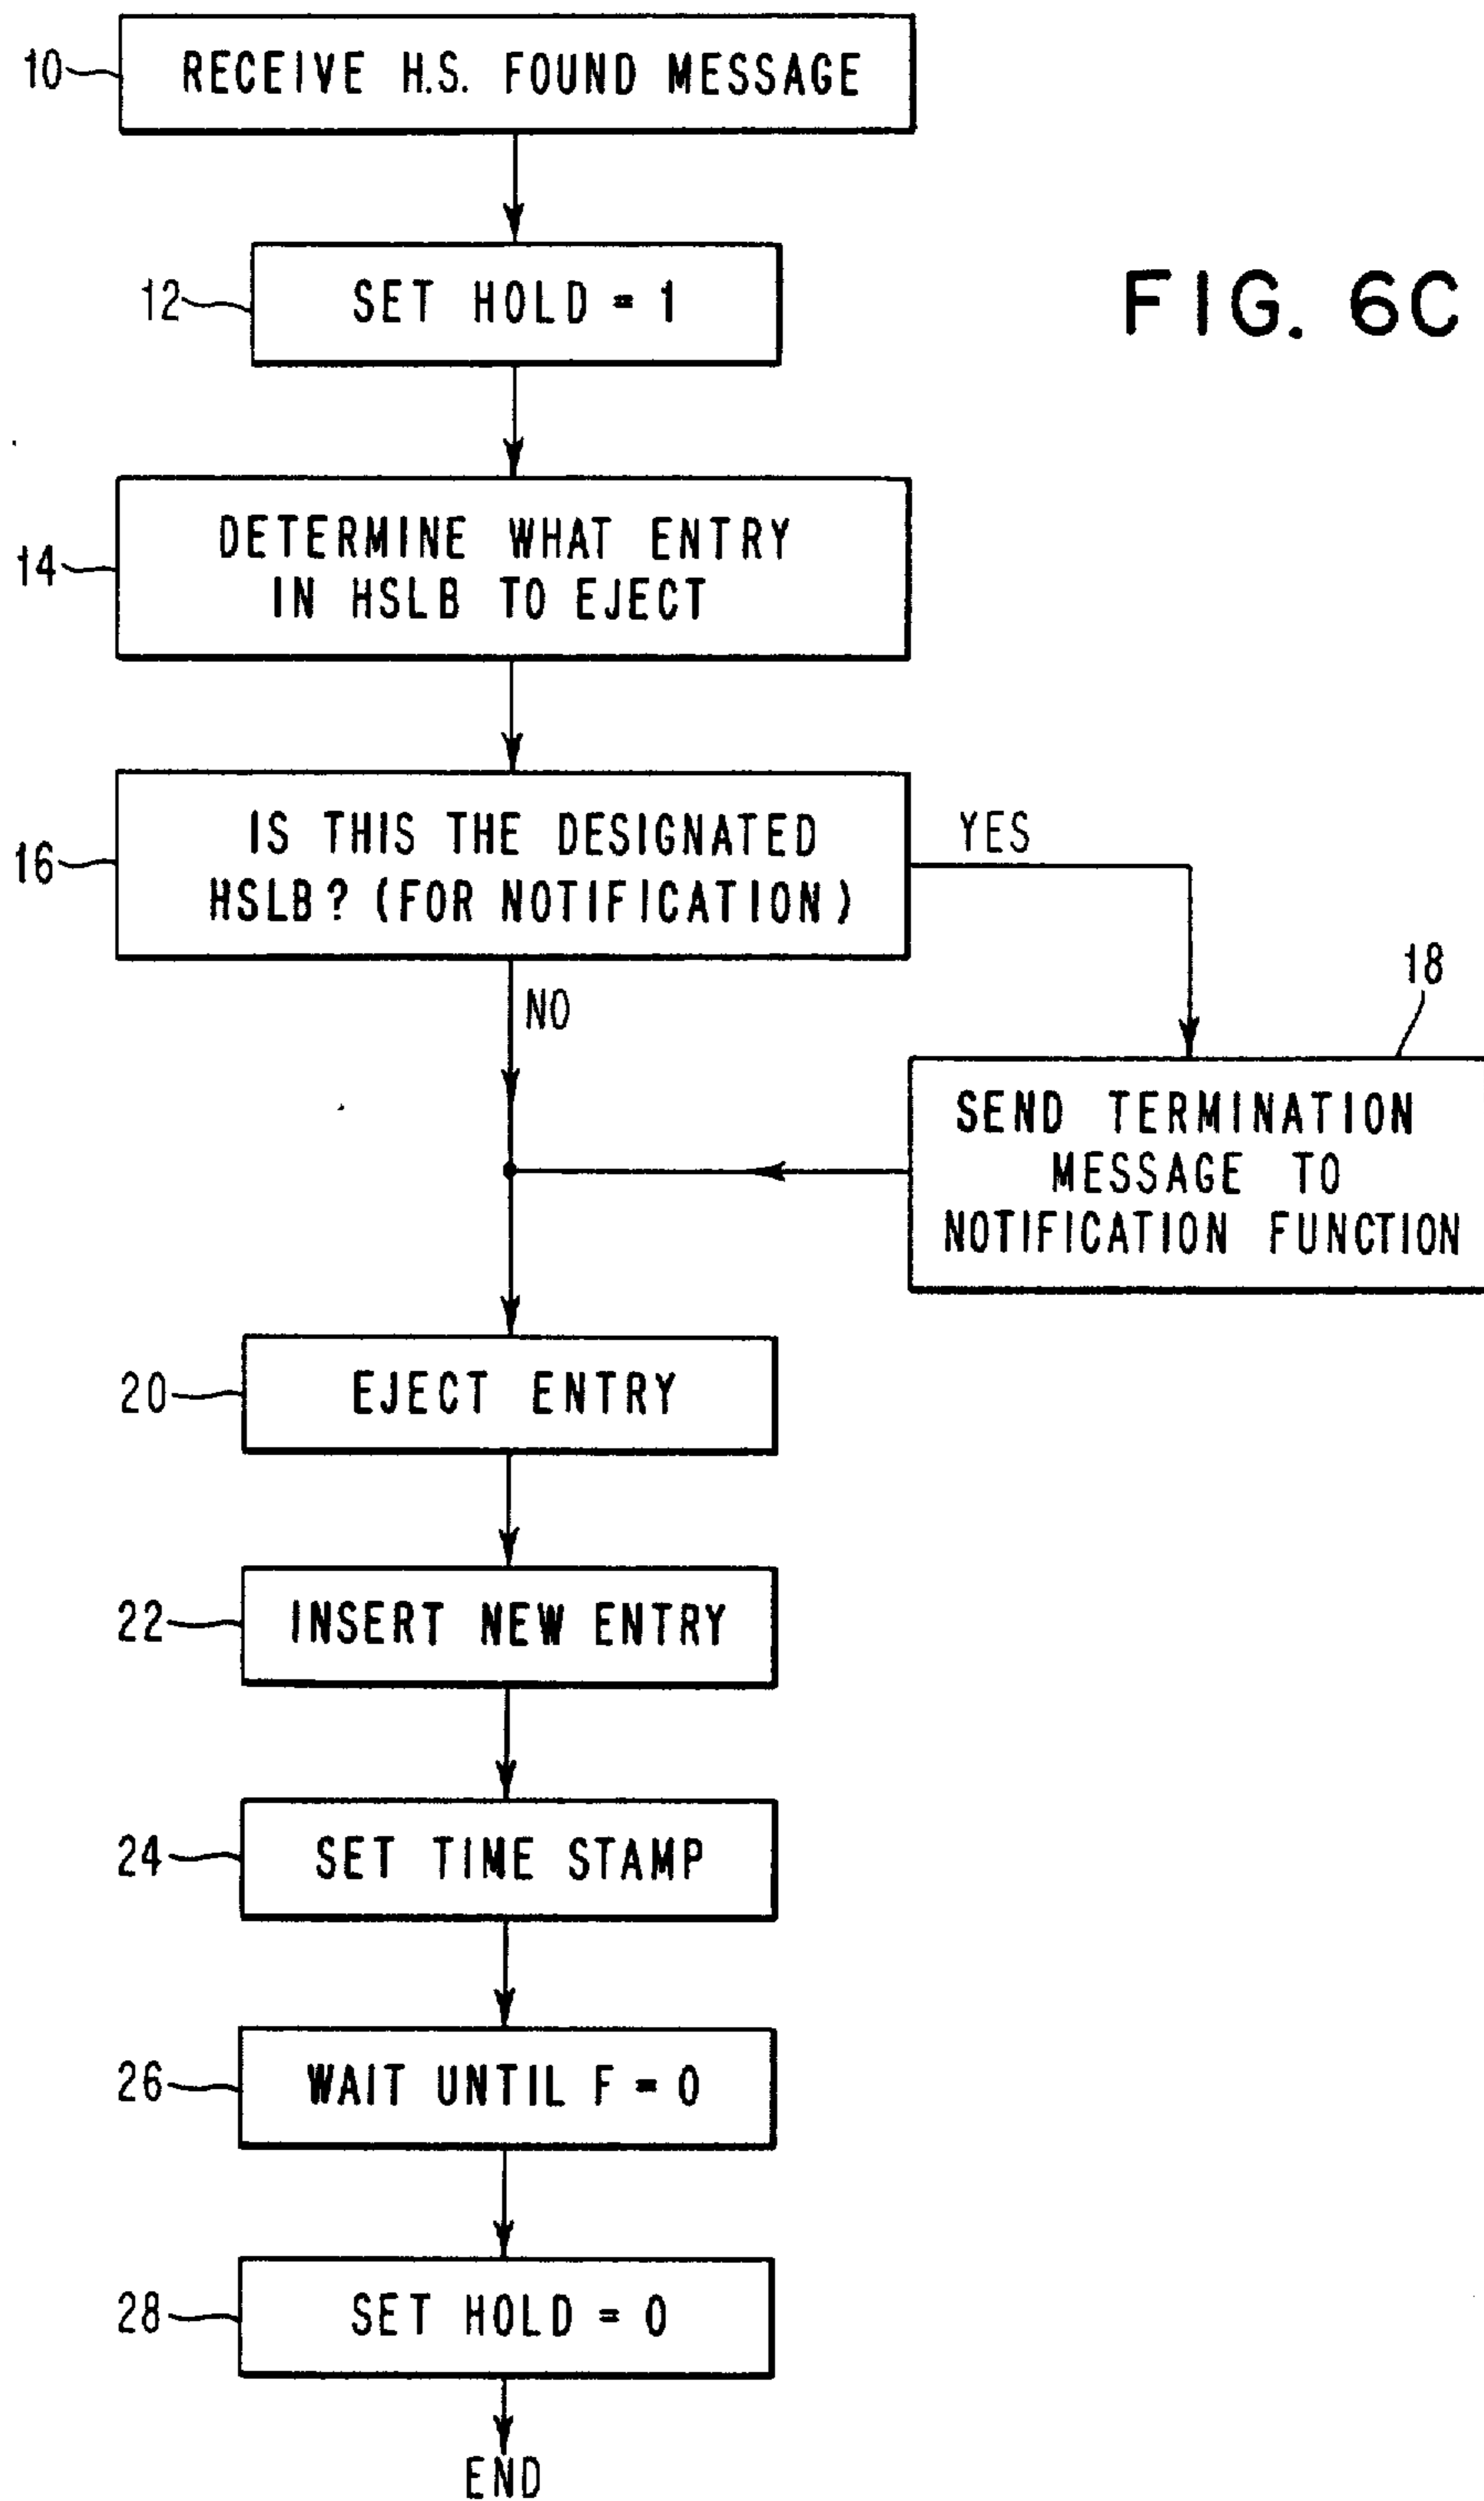 10
RECEIVE H.S. FOUND MESSAGE
12
SET HOLD = 1
FIG. 6C
14
DETERMINE WHAT ENTRY
IN HSLB TO EJECT
16
IS THIS THE DESIGNATED
HSLB? (FOR NOTIFICATION)
YES
NO
18
SEND TERMINATION
MESSAGE TO
NOTIFICATION FUNCTION
20
EJECT ENTRY
22
INSERT NEW ENTRY
24
SET TIME STAMP
26
WAIT UNTIL F = 0
28
SET HOLD = 0
END